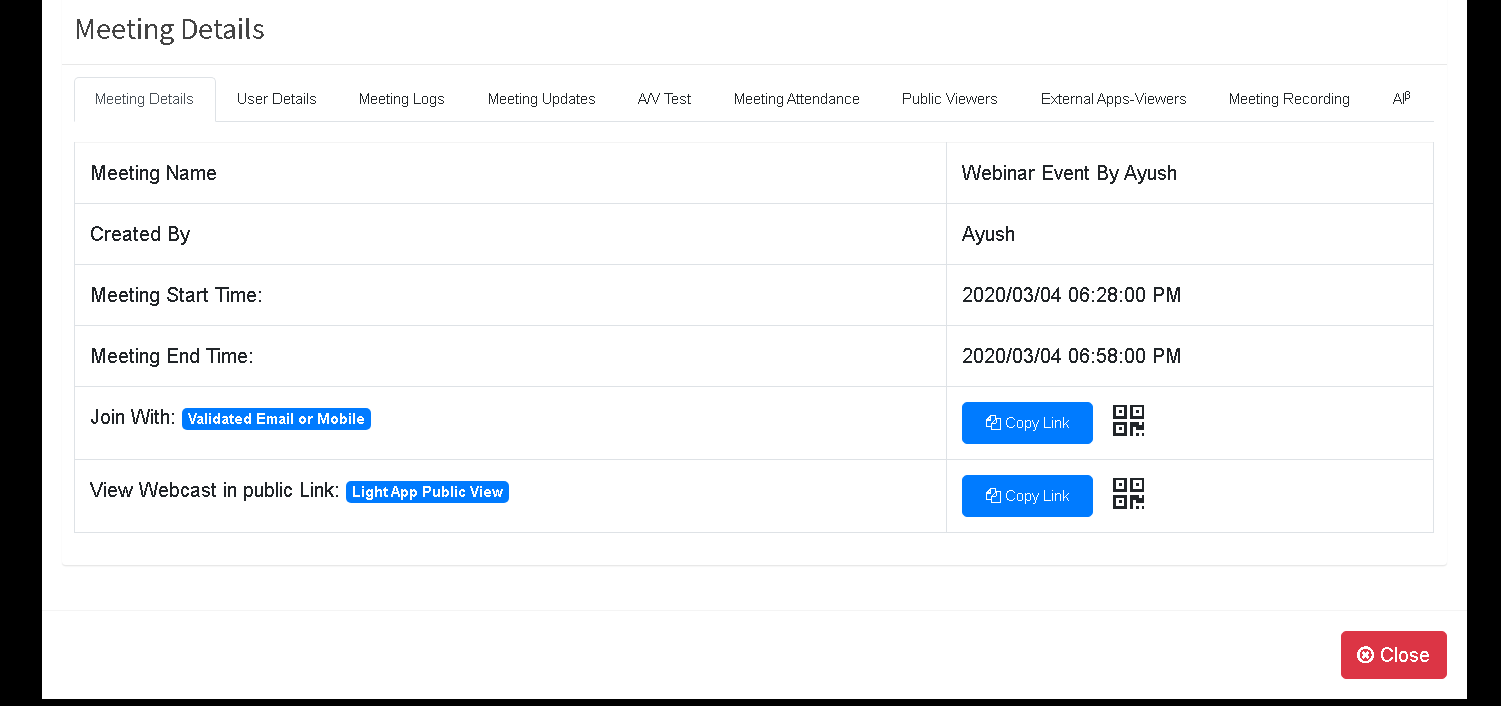 Meeting Details
Meeting Details User Details Meeting Logs Meeting Updates A/V Test Meeting Attendance Public Viewers External Apps-Viewers Meeting Recording AIᵝ
Meeting Name Webinar Event By Ayush
Created By Ayush
Meeting Start Time: 2020/03/04 06:28:00 PM
Meeting End Time: 2020/03/04 06:58:00 PM
Join With: Validated Email or Mobile Copy Link
View Webcast in public Link: Light App Public View Copy Link
Close